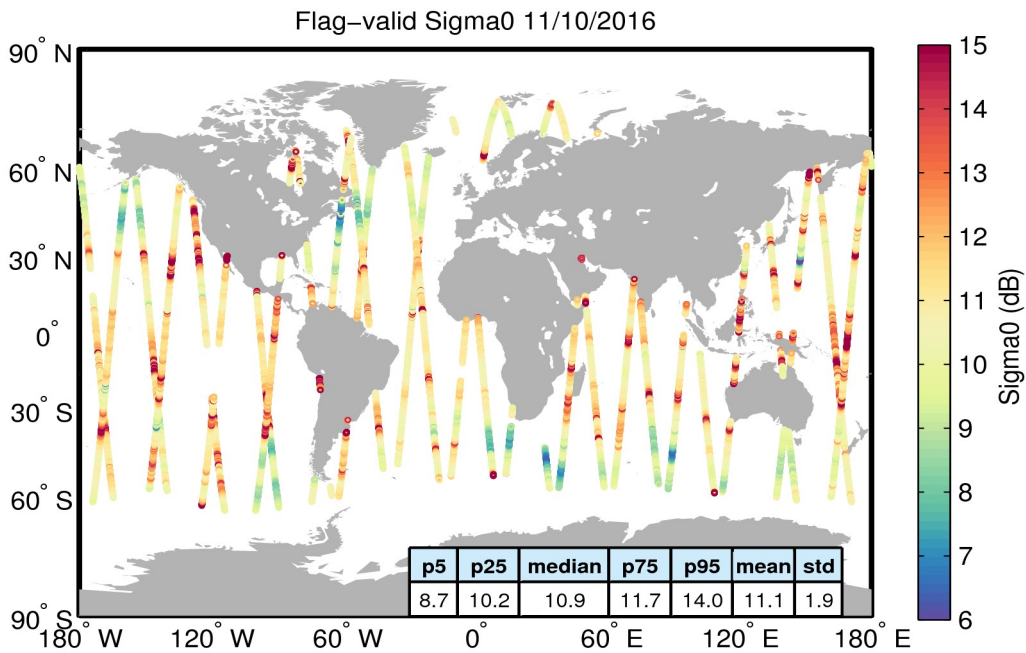 Flag-valid Sigma0 11/10/2016
90° N
60° N
30° N
0°
30° S
60° S
90° S
180° W
120° W
60° W
0°
60° E
120° E
180° E
15
14
13
12
11
10
9
8
7
6
Sigma0 (dB)
p5 p25 median p75 p95 mean std
8.7 10.2 10.9 11.7 14.0 11.1 1.9